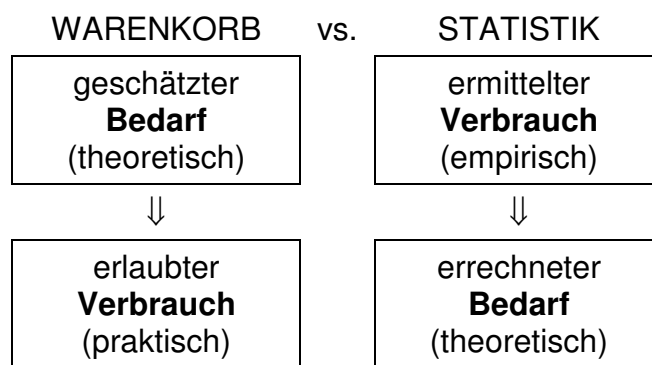 WARENKORB vs. STATISTIK
geschätzter
Bedarf
(theoretisch)
ermittelter
Verbrauch
(empirisch)
⇓ ⇓
erlaubter
Verbrauch
(praktisch)
errechneter
Bedarf
(theoretisch)